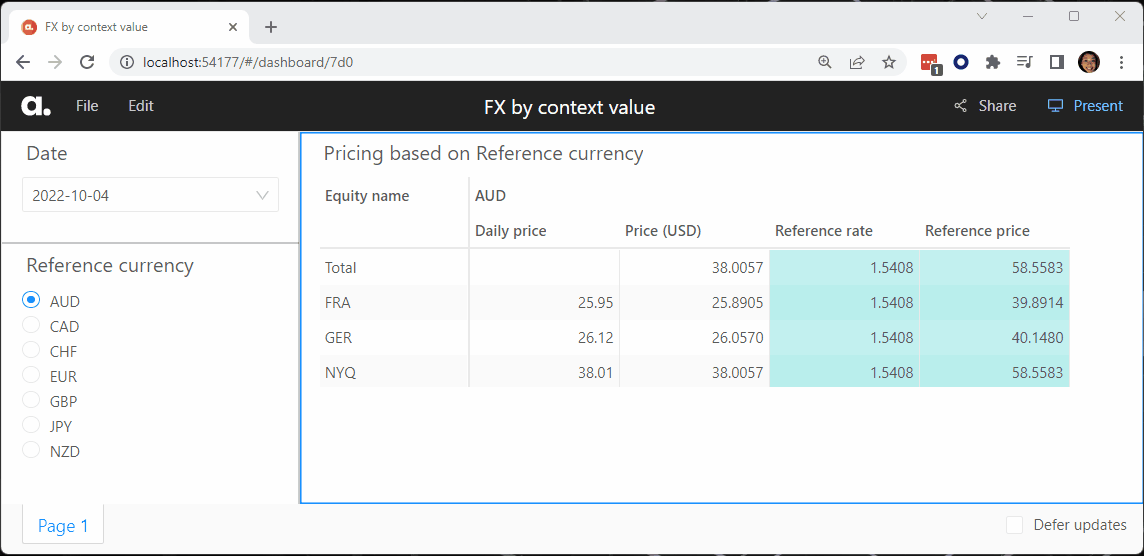 FX by context value
localhost:54177/#/dashboard/7d0
1
a. File Edit FX by context value Share Present
Date
2022-10-04
Reference currency
AUD
CAD
CHF
EUR
GBP
JPY
NZD
Pricing based on Reference currency
Equity name AUD
Daily price Price (USD) Reference rate Reference price
Total 38.0057 1.5408 58.5583
FRA 25.95 25.8905 1.5408 39.8914
GER 26.12 26.0570 1.5408 40.1480
NYQ 38.01 38.0057 1.5408 58.5583
Page 1 Defer updates